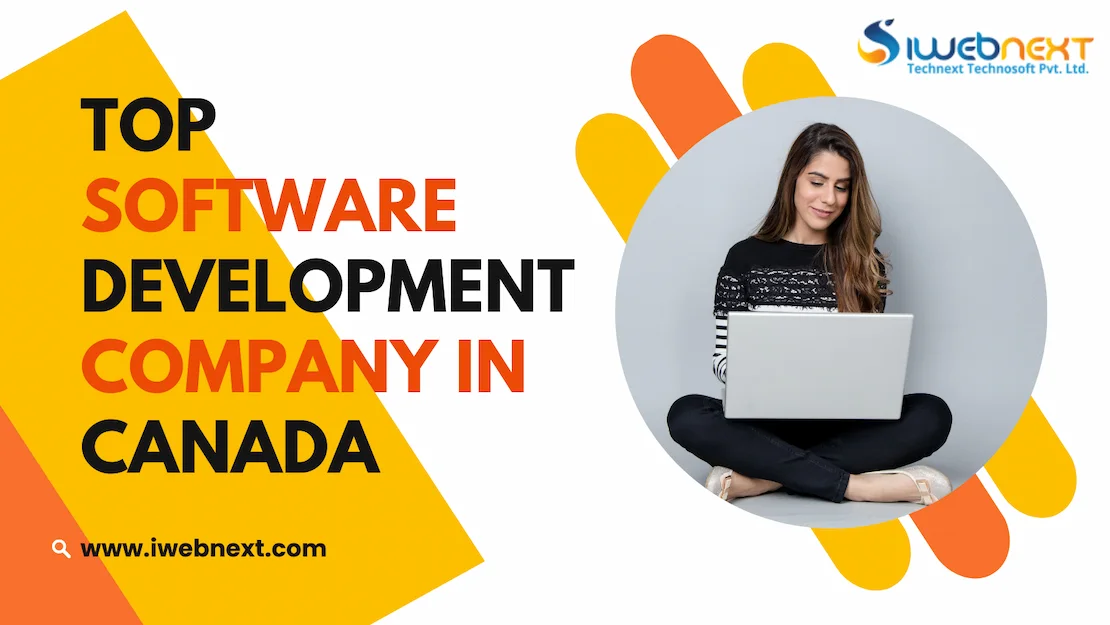 IWEBNEXT
Technext Technosoft Pvt. Ltd.
TOP
SOFTWARE
DEVELOPMENT
COMPANY IN
CANADA
www.iwebnext.com